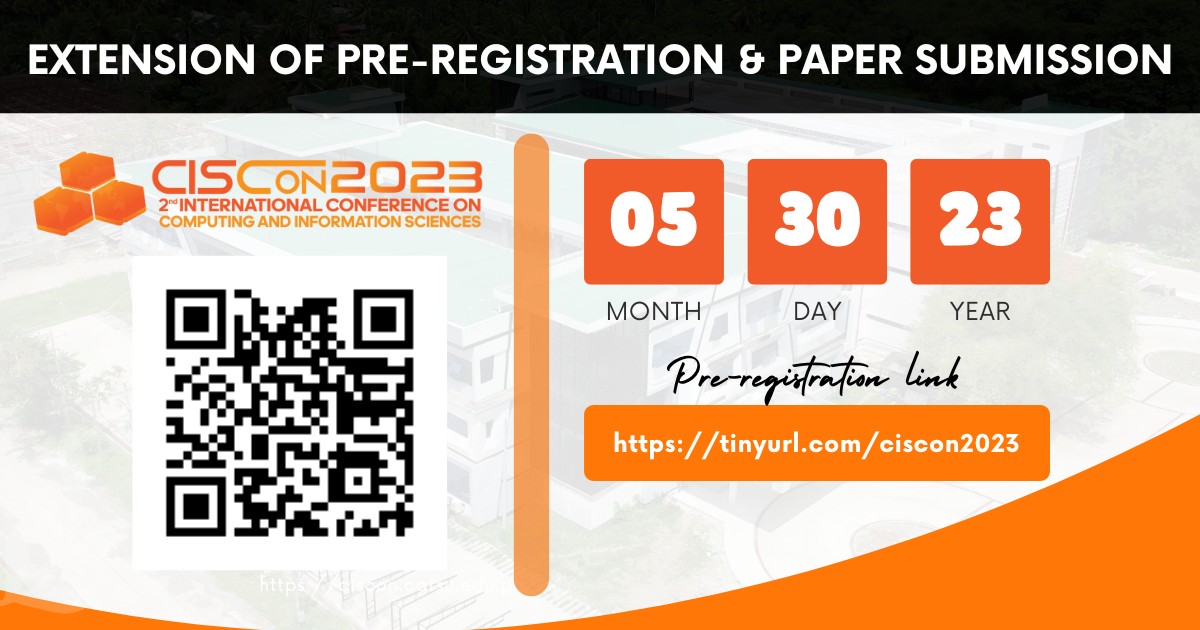 EXTENSION OF PRE-REGISTRATION & PAPER SUBMISSION
CISCON2023
2nd INTERNATIONAL CONFERENCE ON
COMPUTING AND INFORMATION SCIENCES
05 30 23
MONTH DAY YEAR
Pre-registration link
https://tinyurl.com/ciscon2023